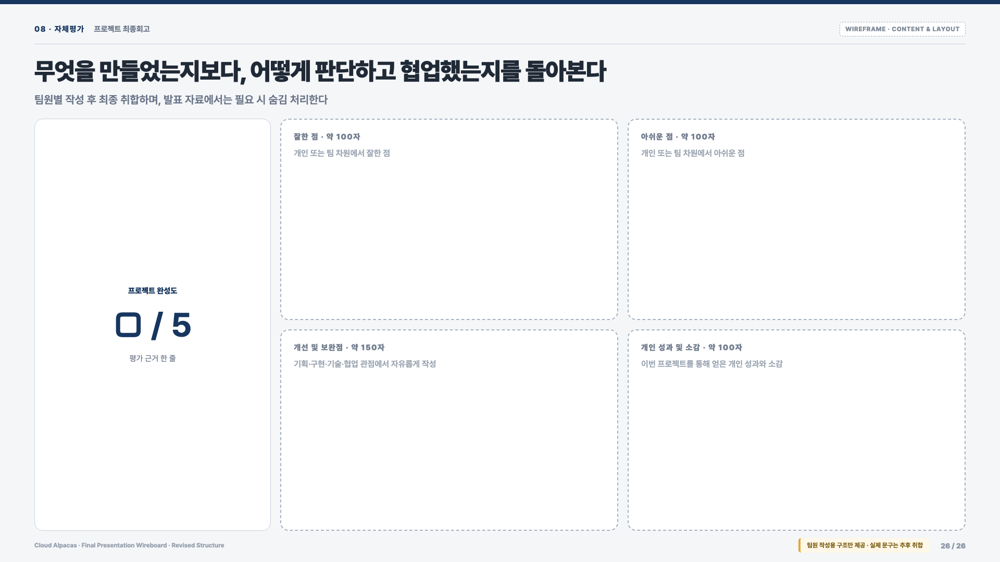 08 · 자체평가 프로젝트 최종회고
WIREFRAME · CONTENT & LAYOUT
무엇을 만들었는지보다, 어떻게 판단하고 협업했는지를 돌아본다
팀원별 작성 후 최종 취합하며, 발표 자료에서는 필요 시 숨김 처리한다
프로젝트 완성도
□ / 5
평가 근거 한 줄
잘한 점 · 약 100자
개인 또는 팀 차원에서 잘한 점
아쉬운 점 · 약 100자
개인 또는 팀 차원에서 아쉬운 점
개선 및 보완점 · 약 150자
기획·구현·기술·협업 관점에서 자유롭게 작성
개인 성과 및 소감 · 약 100자
이번 프로젝트를 통해 얻은 개인 성과와 소감
Cloud Alpacas · Final Presentation Wireboard · Revised Structure
팀원 작성용 구조만 제공 · 실제 문구는 추후 취합
26 / 26